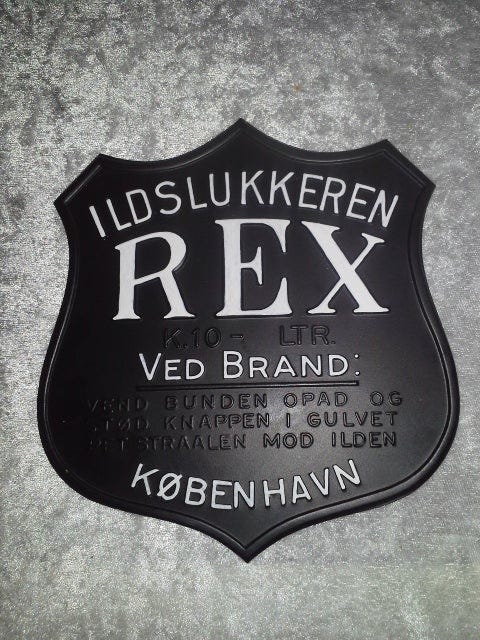 ILDSLUKKEREN
REX
K.10 - LTR.
VED BRAND:
VEND BUNDEN OPAD OG
STØD KNAPPEN I GULVET
RET STRAALEN MOD ILDEN
KØBENHAVN